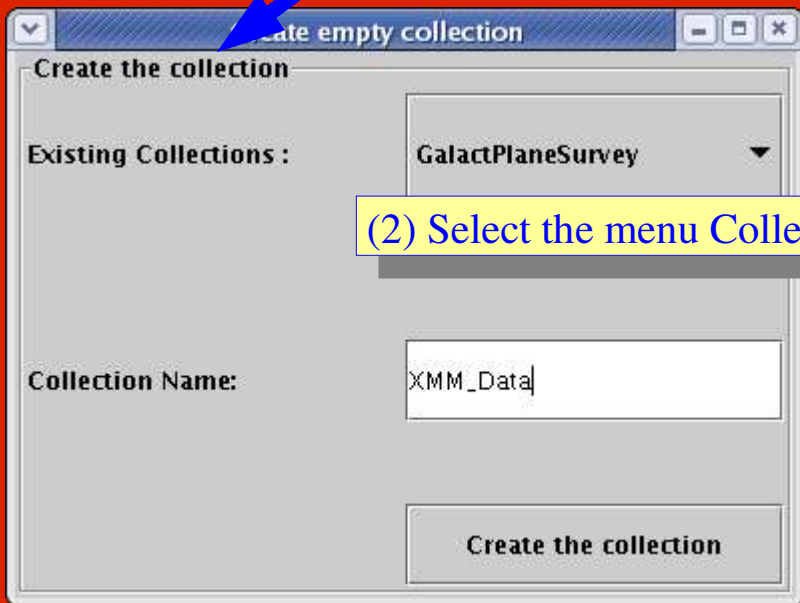 ate empty collection
Create the collection
Existing Collections :
GalactPlaneSurvey
(2) Select the menu Colle
Collection Name:
XMM_Data
Create the collection